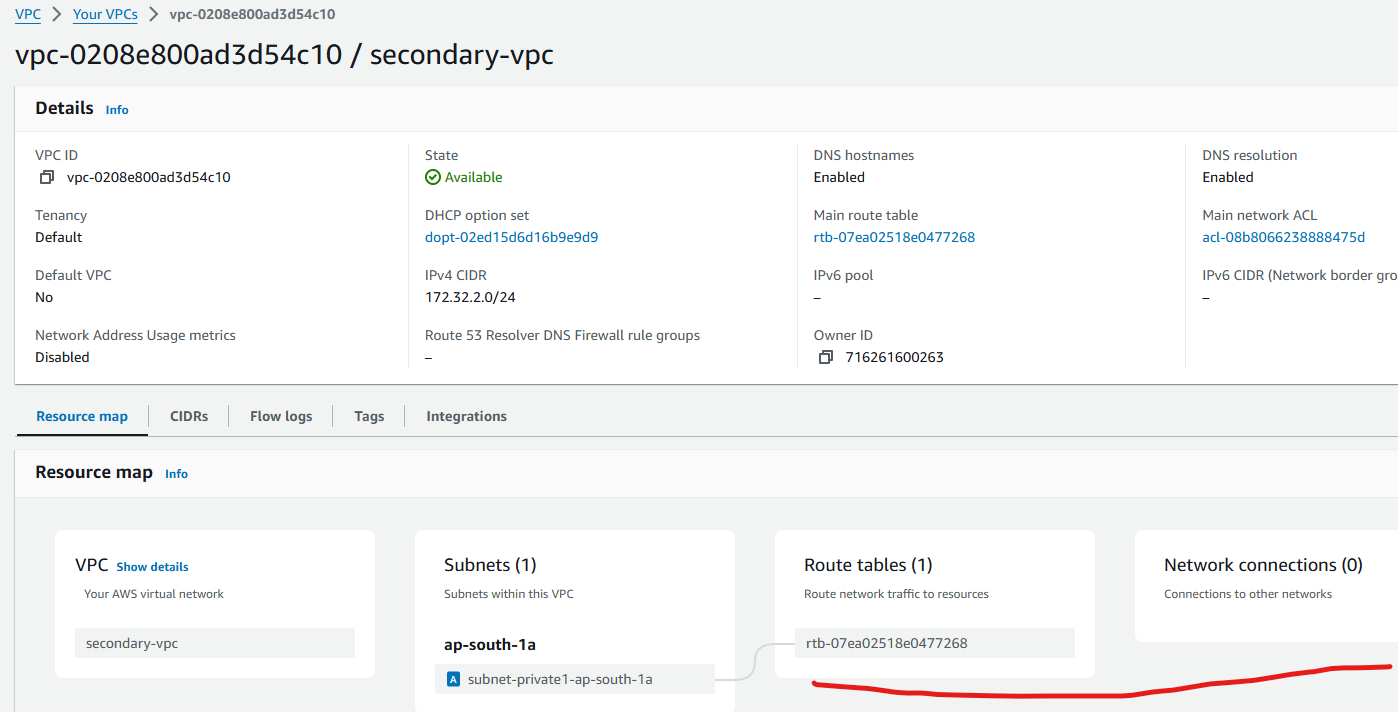 VPC > Your VPCs > vpc-0208e800ad3d54c10
vpc-0208e800ad3d54c10 / secondary-vpc
Details Info
VPC ID State DNS hostnames DNS resolution
vpc-0208e800ad3d54c10 Available Enabled Enabled
Tenancy DHCP option set Main route table Main network ACL
Default dopt-02ed15d6d16b9e9d9 rtb-07ea02518e0477268 acl-08b8066238888475d
Default VPC IPv4 CIDR IPv6 pool IPv6 CIDR (Network border gro
No 172.32.2.0/24 – –
Network Address Usage metrics Route 53 Resolver DNS Firewall rule groups Owner ID
Disabled – 716261600263
Resource map CIDRs Flow logs Tags Integrations
Resource map Info
VPC Show details Subnets (1) Route tables (1) Network connections (0)
Your AWS virtual network Subnets within this VPC Route network traffic to resources Connections to other networks
secondary-vpc ap-south-1a rtb-07ea02518e0477268
A subnet-private1-ap-south-1a